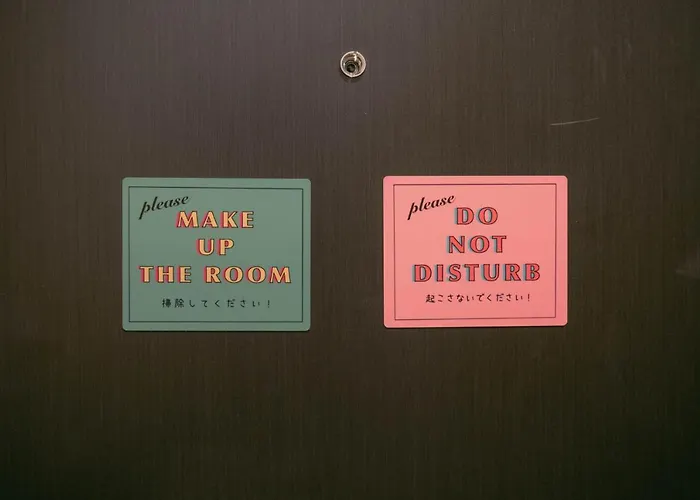 please
MAKE
UP
THE ROOM
掃除してください!
please
DO
NOT
DISTURB
起こさないでください!